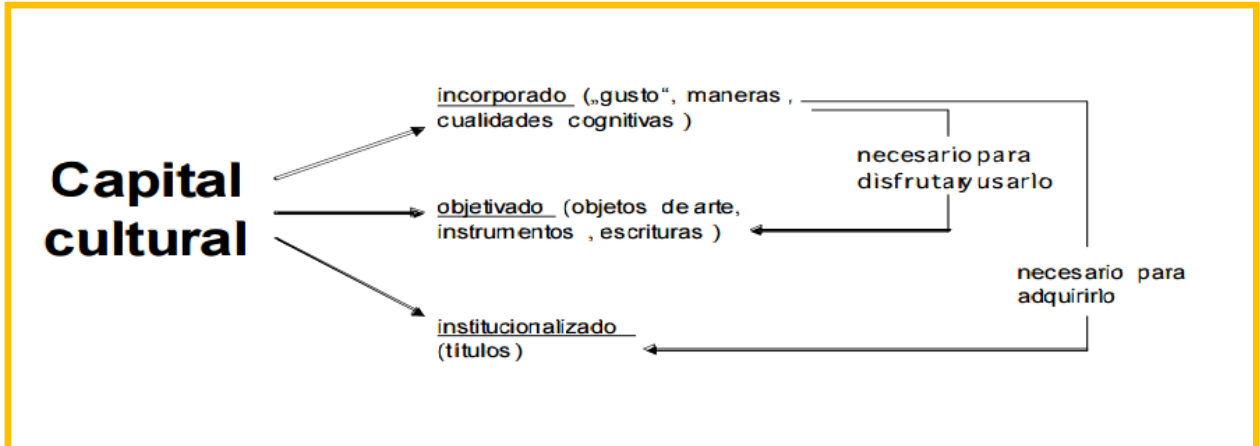 Capital
cultural
incorporado („gusto“, maneras ,
cualidades cognitivas )
objetivado (objetos de arte,
instrumentos , escrituras )
institucionalizado
(títulos)
necesario para
disfrutar y usarlo
necesario para
adquirirlo